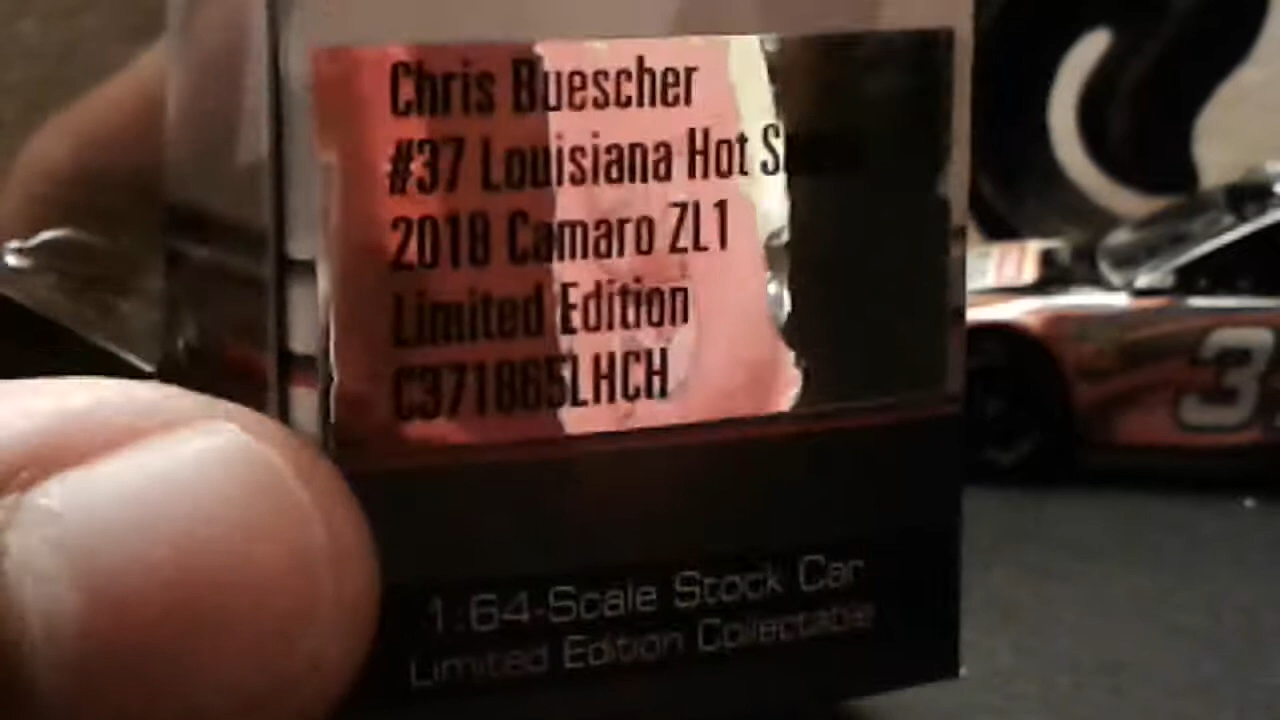 Chris Buescher
#37 Louisiana Hot
2018 Camaro ZL1
Limited Edition
C371865LHCH
1:64-Scale Stock Car
Limited Edition Collectable
3